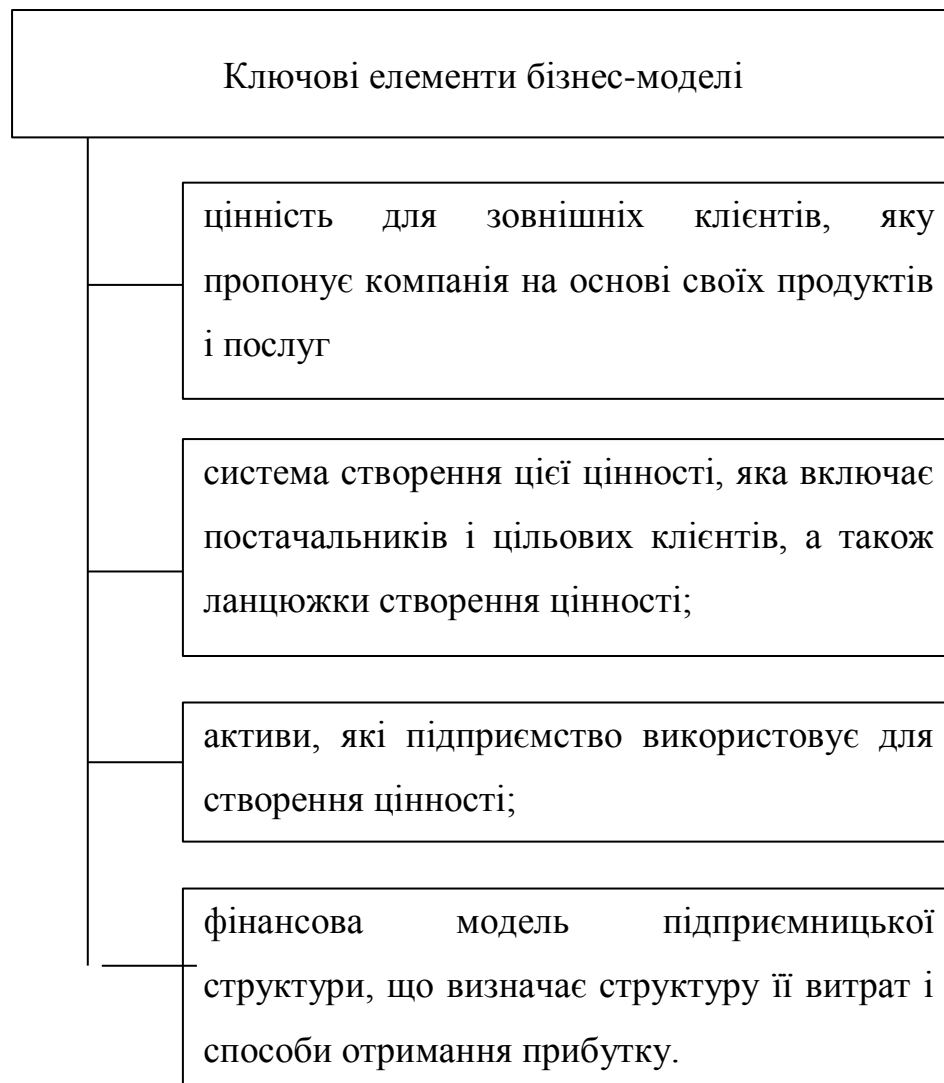 Ключові елементи бізнес-моделі
цінність для зовнішніх клієнтів, яку
пропонує компанія на основі своїх продуктів
і послуг
система створення цієї цінності, яка включає
постачальників і цільових клієнтів, а також
ланцюжки створення цінності;
активи, які підприємство використовує для
створення цінності;
фінансова модель підприємницької
структури, що визначає структуру її витрат і
способи отримання прибутку.